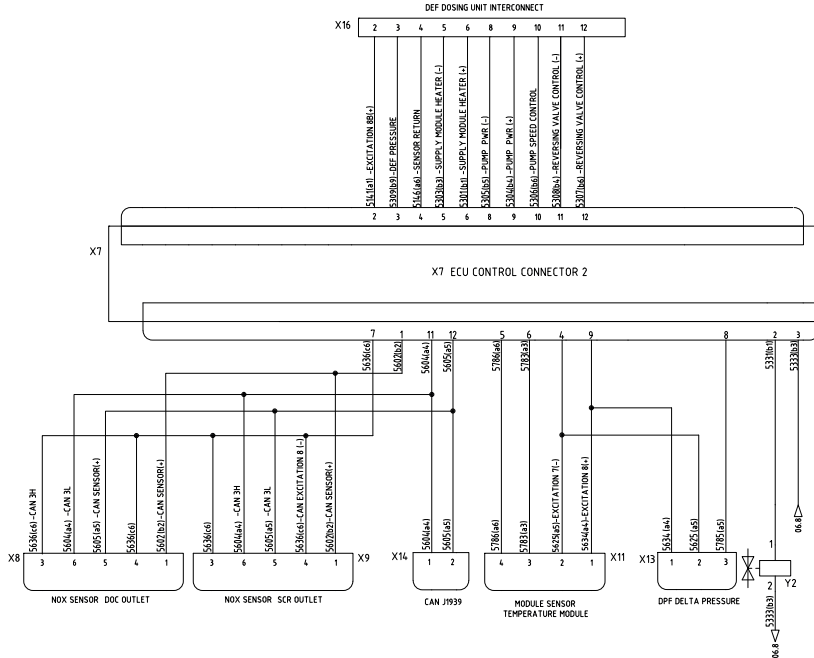 DEF DOSING UNIT INTERCONNECT
X16
2 3 4 5 6 8 9 10 11 12
5141(a1) -EXCITATION 8B(+)
5309(b9)-DEF PRESSURE
5146(a6) -SENSOR RETURN
5303(b3) -SUPPLY MODULE HEATER (-)
5301(b1) -SUPPLY MODULE HEATER (+)
5305(b5)-PUMP PWR (-)
5304(b4)-PUMP PWR (+)
5306(b6)-PUMP SPEED CONTROL
5308(b4)-REVERSING VALVE CONTROL (-)
5307(b6)-REVERSING VALVE CONTROL (+)
2 3 4 5 6 8 9 10 11 12
X7
X7 ECU CONTROL CONNECTOR 2
7 1 11 12 5 6 4 9 8 2 3
5636(c6)
5602(b2)
5604(a4)
5605(a5)
5786(a6)
5783(a3)
5331(b1)
5333(b3)
5636(c6) -CAN 3H
5604(a4) -CAN 3L
5605(a5) -CAN SENSOR(+)
5636(c6)
5602(b2)-CAN SENSOR(+)
5636(c6)
5604(a4) -CAN 3H
5605(a5) -CAN 3L
5636(c6)-CAN EXCITATION 8 (-)
5602(b2)-CAN SENSOR(+)
5604(a4)
5605(a5)
5786(a6)
5783(a3)
5625(a5)-EXCITATION 7(-)
5634(a4)-EXCITATION 8(+)
5634 (a4)
5625 (a5)
5785(a5)
06.8
1
X8
3 6 5 4 1
3 6 5 4 1
X9
X14
1 2
4 3 2 1
X11
X13
1 2 3
Y2
2
5333(b3)
06.8
NOX SENSOR DOC OUTLET
NOX SENSOR SCR OUTLET
CAN J1939
MODULE SENSOR
TEMPERATURE MODULE
DPF DELTA PRESSURE